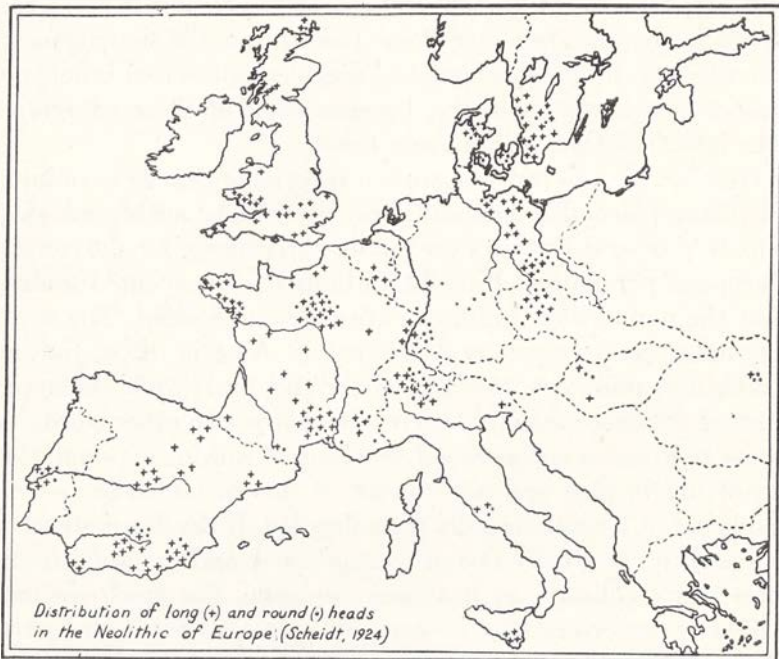 Distribution of long (+) and round (•) heads
in the Neolithic of Europe (Scheidt, 1924)